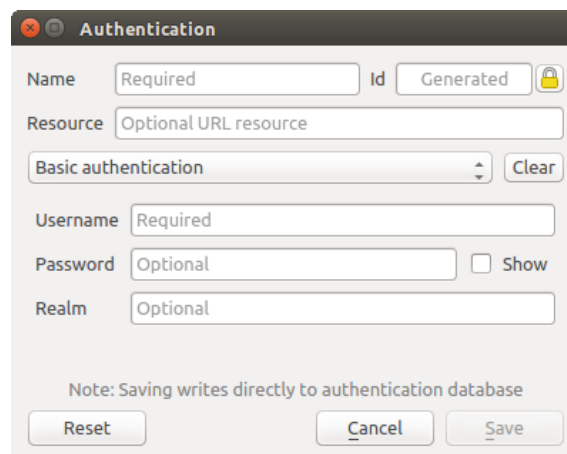 Authentication
Name Required Id Generated
Resource Optional URL resource
Basic authentication Clear
Username Required
Password Optional Show
Realm Optional
Note: Saving writes directly to authentication database
Reset Cancel Save